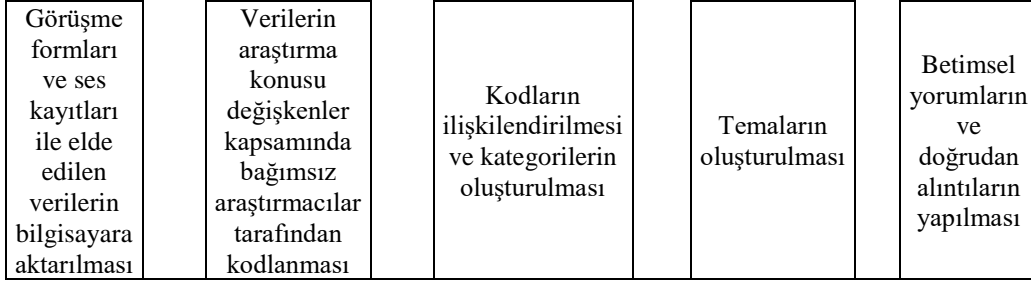 Görüşme
formları
ve ses
kayıtları
ile elde
edilen
verilerin
bilgisayara
aktarılması
Verilerin
araştırma
konusu
değişkenler
kapsamında
bağımsız
araştırmacılar
tarafından
kodlanması
Kodların
ilişkilendirilmesi
ve kategorilerin
oluşturulması
Temaların
oluşturulması
Betimsel
yorumların
ve
doğrudan
alıntıların
yapılması